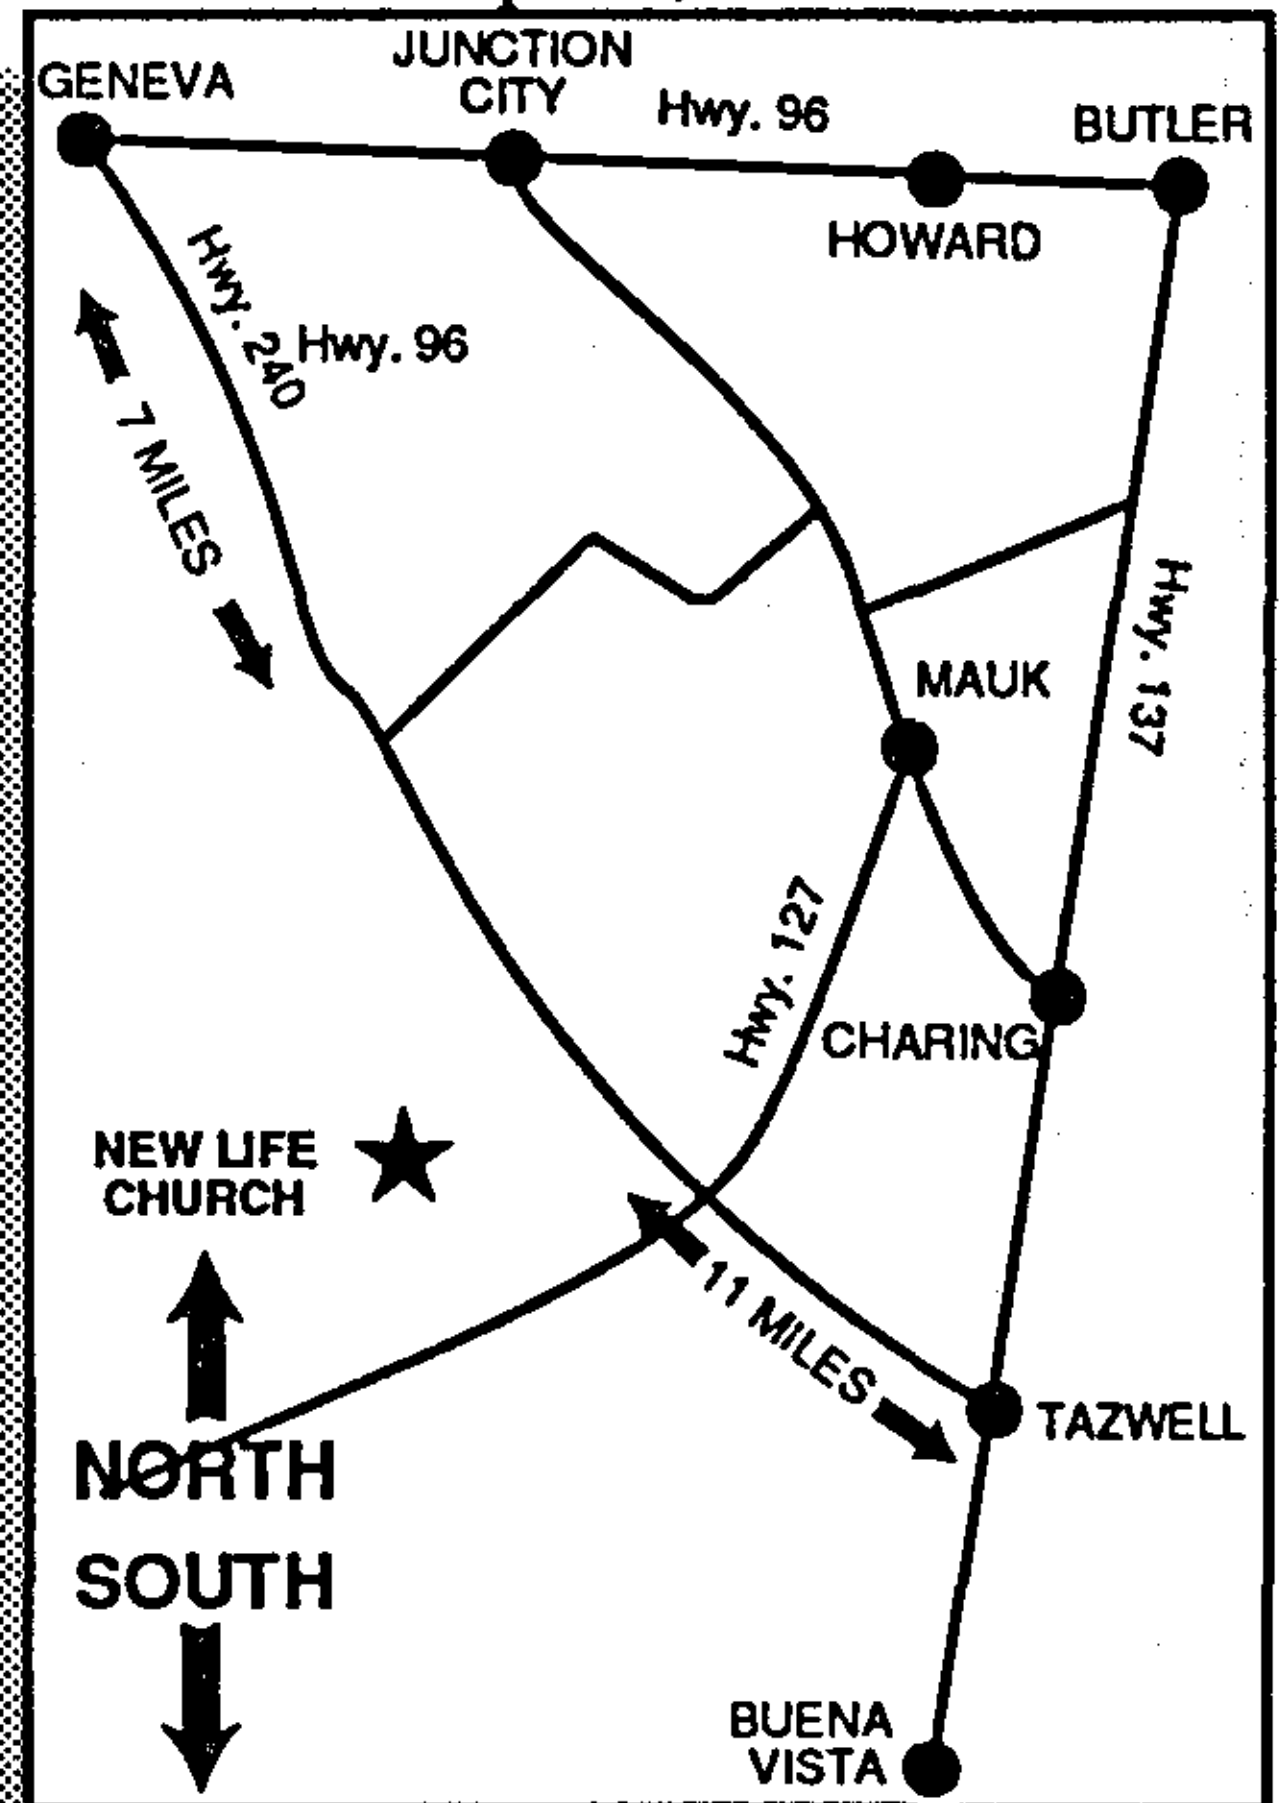 GENEVA
JUNCTION
CITY
Hwy. 96
BUTLER
HOWARD
Hwy. 240
Hwy. 96
7 MILES
Hwy. 137
MAUK
Hwy. 127
CHARING
NEW LIFE
CHURCH
11 MILES
TAZWELL
NORTH
SOUTH
BUENA
VISTA